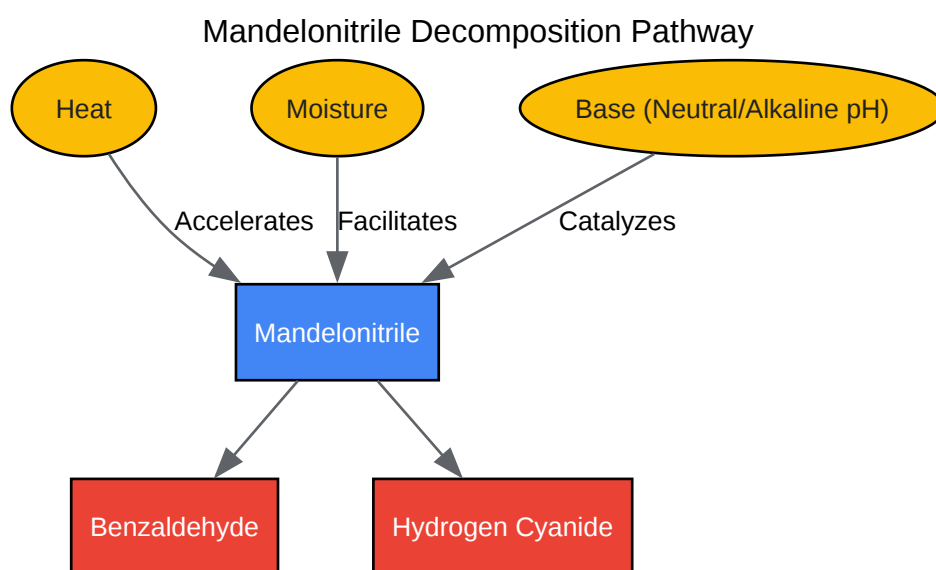 Mandelonitrile Decomposition Pathway
Heat
Moisture
Base (Neutral/Alkaline pH)
Accelerates
Facilitates
Catalyzes
Mandelonitrile
Benzaldehyde
Hydrogen Cyanide